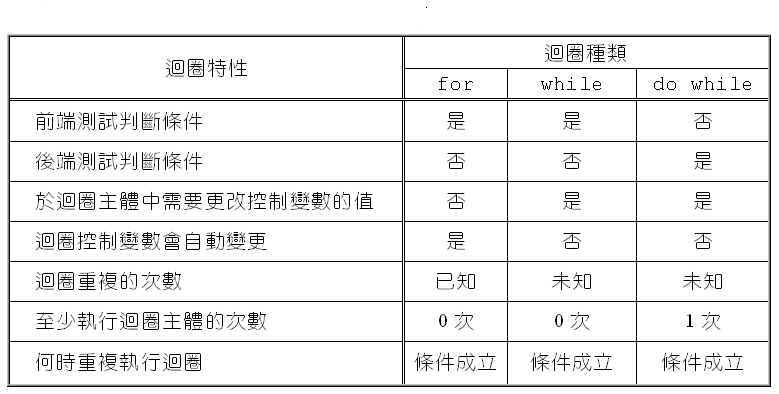 迴圈特性 迴圈種類
for while do while
前端測試判斷條件 是 是 否
後端測試判斷條件 否 否 是
於迴圈主體中需要更改控制變數的值 否 是 是
迴圈控制變數會自動變更 是 否 否
迴圈重複的次數 已知 未知 未知
至少執行迴圈主體的次數 0 次 0 次 1 次
何時重複執行迴圈 條件成立 條件成立 條件成立